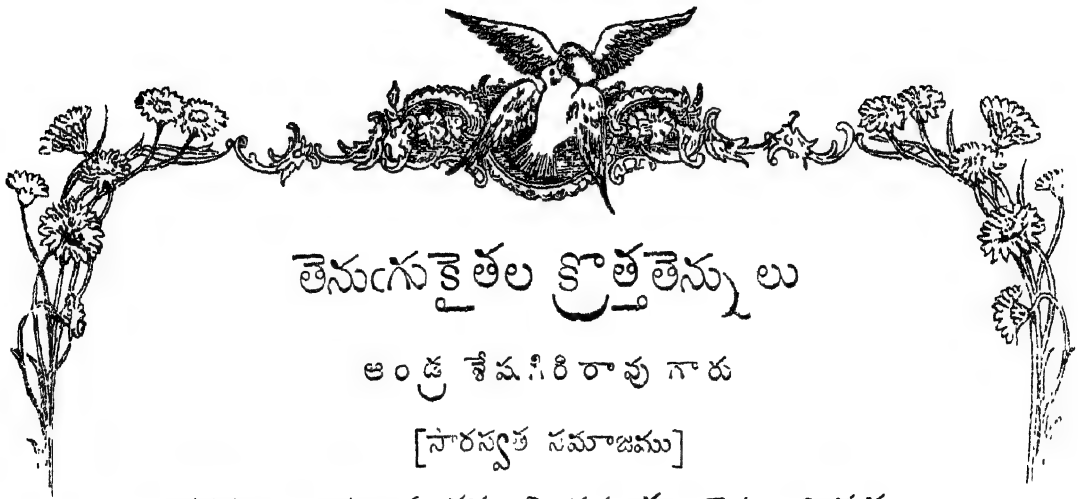 తెనుఁగుకైతల క్రొత్తతెన్నులు
ఆండ్ర శేషగిరిరావు గారు
[సారస్వత సమాజము]